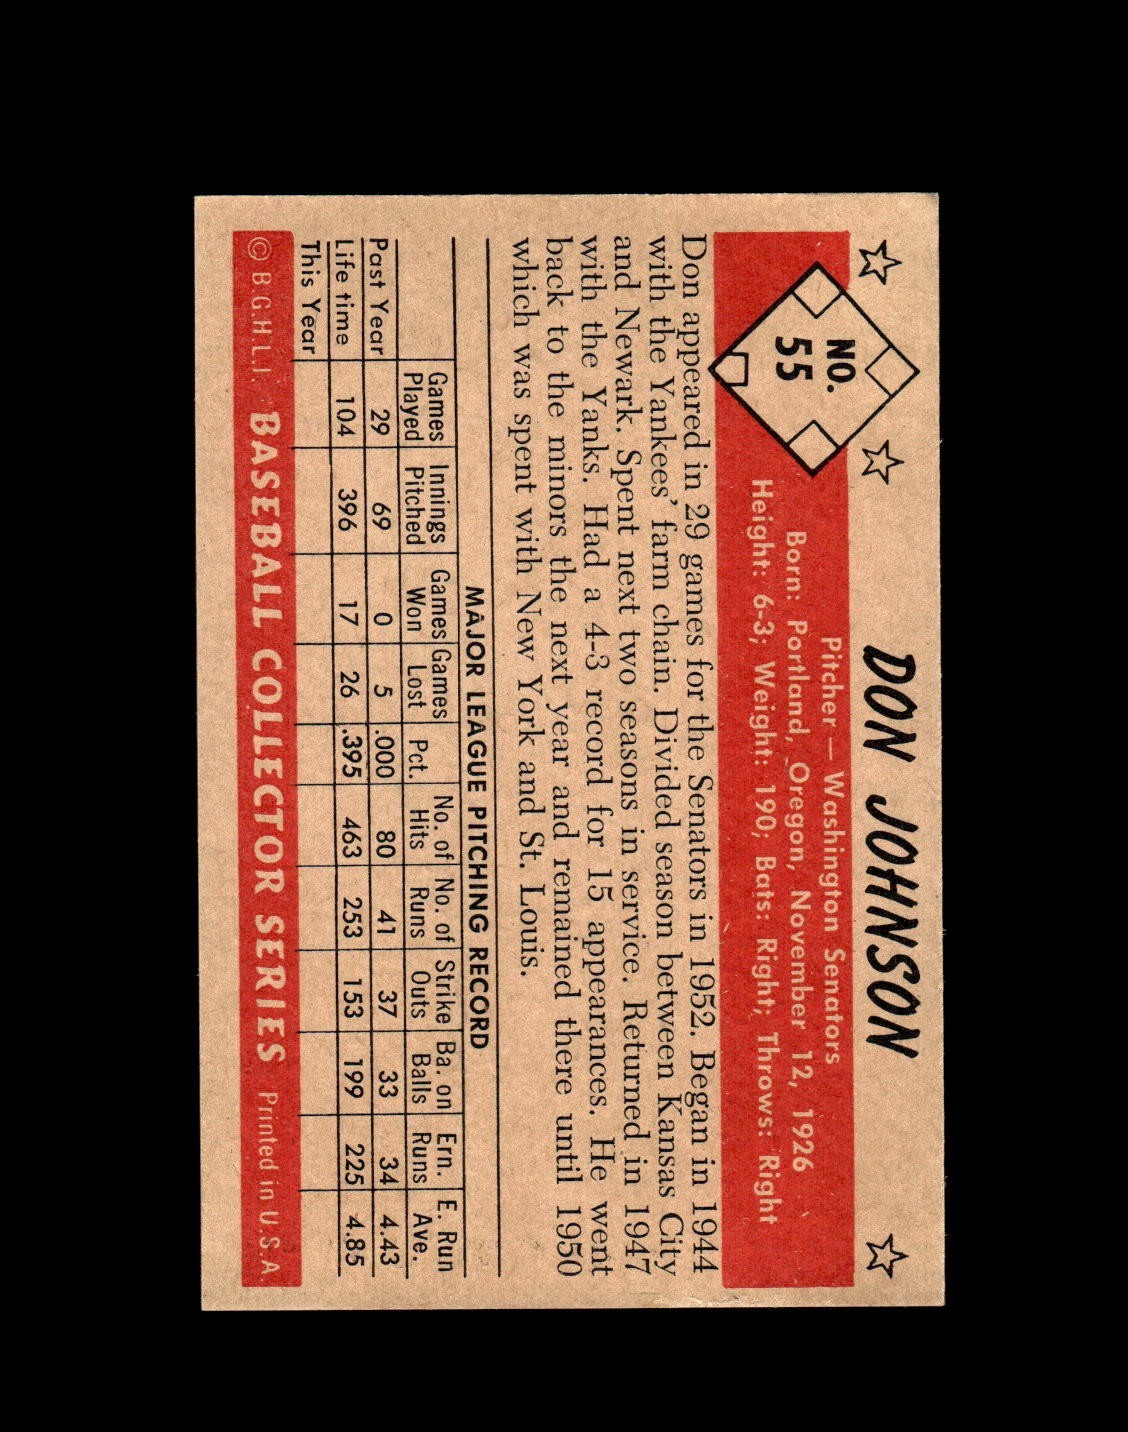 DON JOHNSON
NO.
55
Pitcher — Washington Senators
Born: Portland, Oregon, November 12, 1926
Height: 6-3; Weight: 190; Bats: Right; Throws: Right
Don appeared in 29 games for the Senators in 1952. Began in 1944
with the Yankees' farm chain. Divided season between Kansas City
and Newark. Spent next two seasons in service. Returned in 1947
with the Yanks. Had a 4-3 record for 15 appearances. He went
back to the minors the next year and remained there until 1950
which was spent with New York and St. Louis.
MAJOR LEAGUE PITCHING RECORD
Games Played Innings Pitched Games Won Games Lost Pct. No. of Hits No. of Runs Strike Outs Ba. on Balls Ern. Runs E. Run Ave.
Past Year 29 69 0 5 .000 80 41 37 33 34 4.43
Life time 104 396 17 26 .395 463 253 153 199 225 4.85
This Year
© B.G.H.L.I. BASEBALL COLLECTOR SERIES Printed in U.S.A.